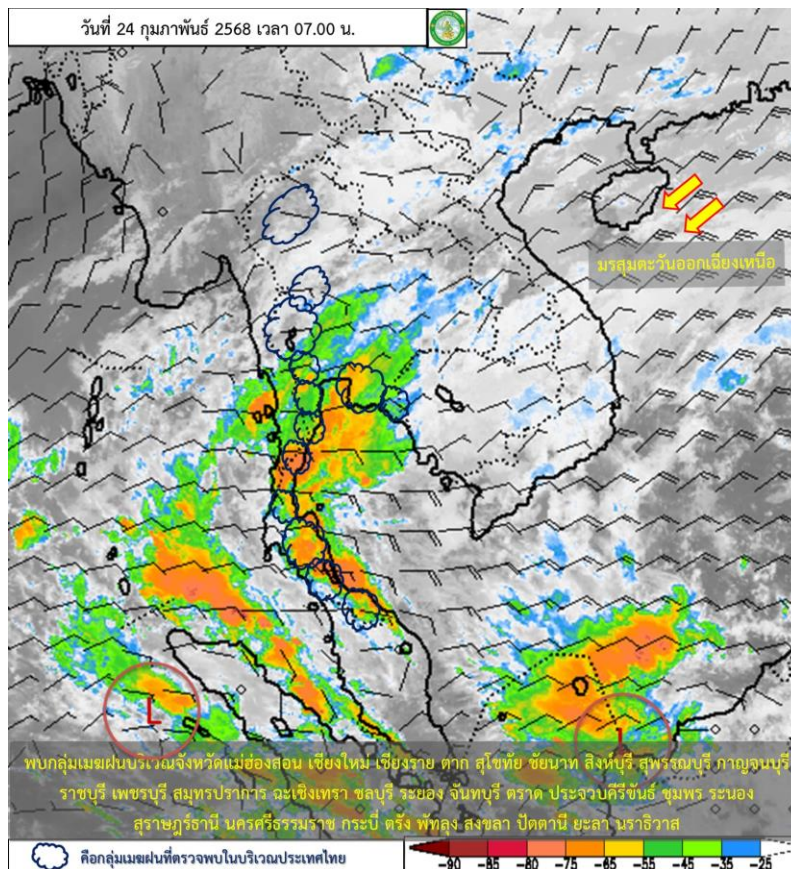 วันที่ 24 กุมภาพันธ์ 2568 เวลา 07.00 น.
มรสุมตะวันออกเฉียงเหนือ
L
L
พบกลุ่มเมฆฝนบริเวณจังหวัดแม่ฮ่องสอน เชียงใหม่ เชียงราย ตาก สุโขทัย ชัยนาท สิงห์บุรี สุพรรณบุรี กาญจนบุรี
ราชบุรี เพชรบุรี สมุทรปราการ ฉะเชิงเทรา ชลบุรี ระยอง จันทบุรี ตราด ประจวบคีรีขันธ์ ชุมพร ระนอง
สุราษฎร์ธานี นครศรีธรรมราช กระบี่ ตรัง พัทลุง สงขลา ปัตตานี ยะลา นราธิวาส
คือกลุ่มเมฆฝนที่ตรวจพบในบริเวณประเทศไทย
-90 -85 -80 -75 -65 -55 -45 -35 -25